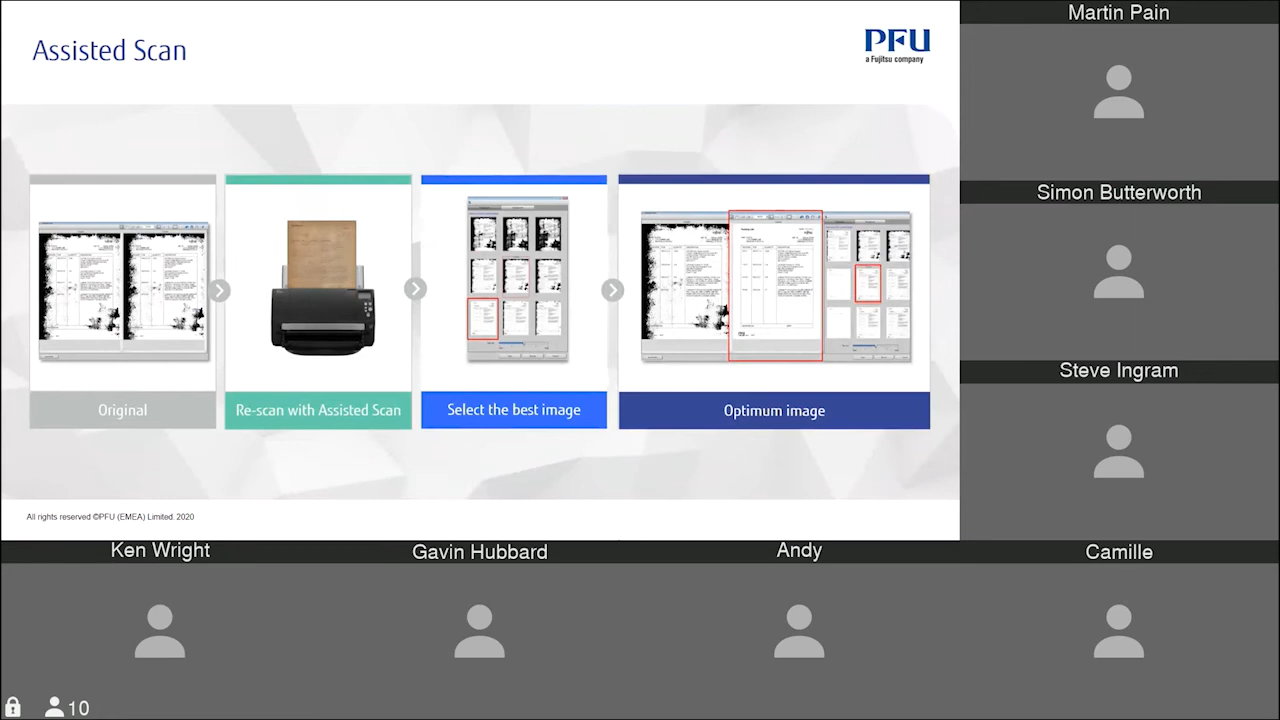 Assisted Scan
PFU
a Fujitsu company
Original
Re-scan with Assisted Scan
Select the best image
Optimum image
All rights reserved ©PFU (EMEA) Limited 2020
Martin Pain
Simon Butterworth
Steve Ingram
Ken Wright
Gavin Hubbard
Andy
Camille
10